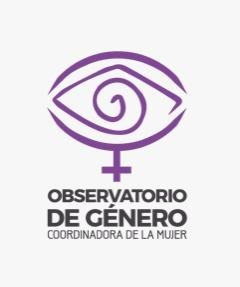 OBSERVATORIO
DE GÉNERO
COORDINADORA DE LA MUJER